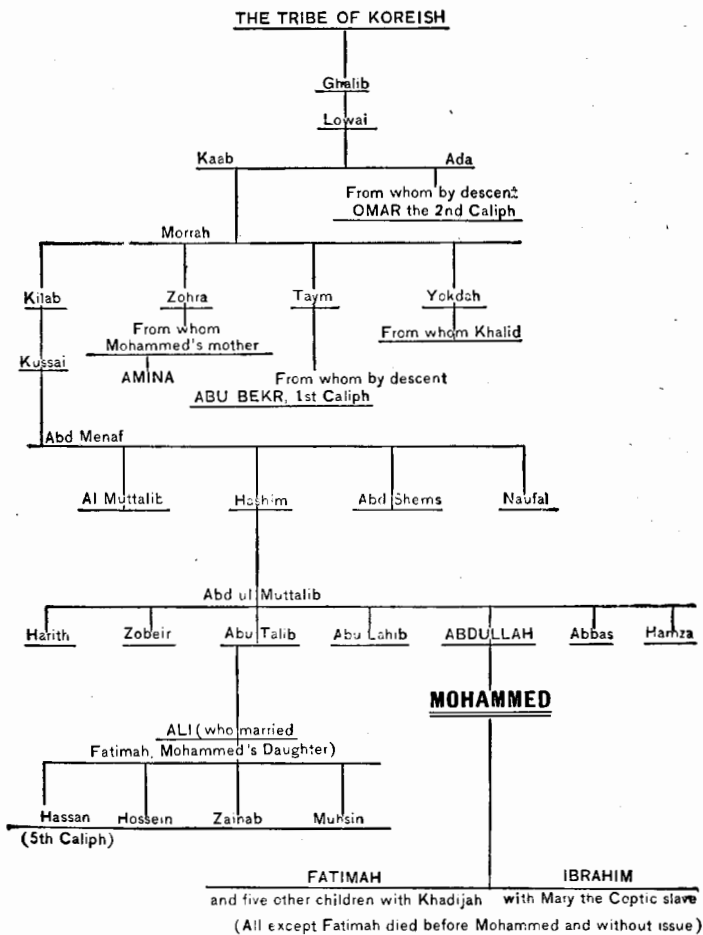 THE TRIBE OF KOREISH
Ghalib
Lowai
Kaab Ada
From whom by descent
OMAR the 2nd Caliph
Morrah
Kilab Zohra Taym Yokdah
From whom
Mohammed's mother
From whom Khalid
Kussai
AMINA From whom by descent
ABU BEKR, 1st Caliph
Abd Menaf
Al Muttalib Hashim Abd Shems Naufal
Abd ul Muttalib
Harith Zobeir Abu Talib Abu Lahib ABDULLAH Abbas Hamza
MOHAMMED
ALI (who married
Fatimah, Mohammed's Daughter)
Hassan Hossein Zainab Muhsin
(5th Caliph)
FATIMAH IBRAHIM
and five other children with Khadijah with Mary the Coptic slave
(All except Fatimah died before Mohammed and without issue)